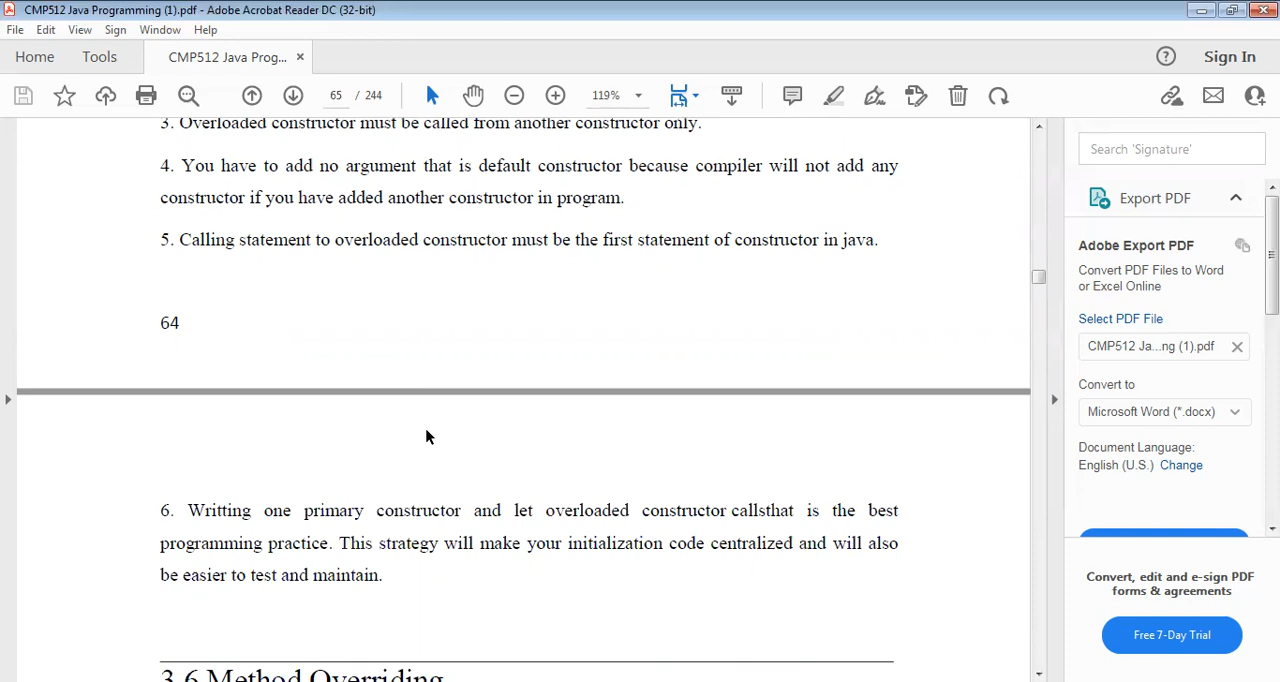 CMP512 Java Programming (1).pdf - Adobe Acrobat Reader DC (32-bit)
File Edit View Sign Window Help
Home Tools CMP512 Java Prog... × Sign In
65 / 244 119%
3. Overloaded constructor must be called from another constructor only.
4. You have to add no argument that is default constructor because compiler will not add any
constructor if you have added another constructor in program.
5. Calling statement to overloaded constructor must be the first statement of constructor in java.
64
6. Writting one primary constructor and let overloaded constructor callsthat is the best
programming practice. This strategy will make your initialization code centralized and will also
be easier to test and maintain.
3.6 Method Overriding
Search 'Signature'
Export PDF
Adobe Export PDF
Convert PDF Files to Word
or Excel Online
Select PDF File
CMP512 Ja...ng (1).pdf
Convert to
Microsoft Word (*.docx)
Document Language:
English (U.S.) Change
Convert, edit and e-sign PDF
forms & agreements
Free 7-Day Trial